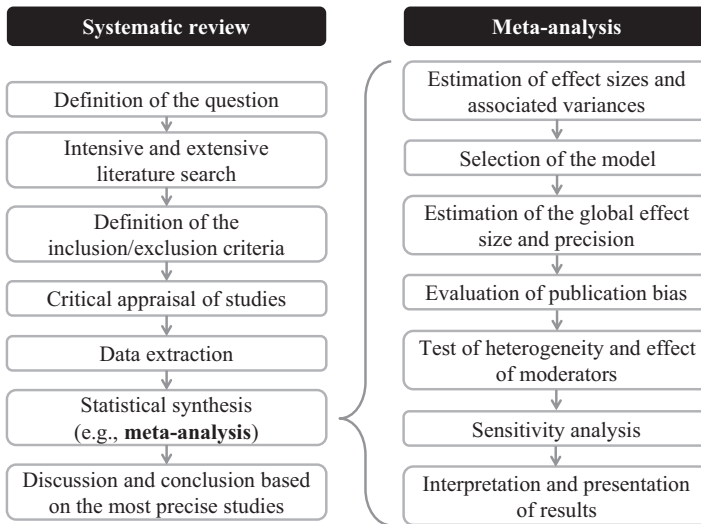 Systematic review
Definition of the question
Intensive and extensive
literature search
Definition of the
inclusion/exclusion criteria
Critical appraisal of studies
Data extraction
Statistical synthesis
(e.g., meta-analysis)
Discussion and conclusion based
on the most precise studies
Meta-analysis
Estimation of effect sizes and
associated variances
Selection of the model
Estimation of the global effect
size and precision
Evaluation of publication bias
Test of heterogeneity and effect
of moderators
Sensitivity analysis
Interpretation and presentation
of results